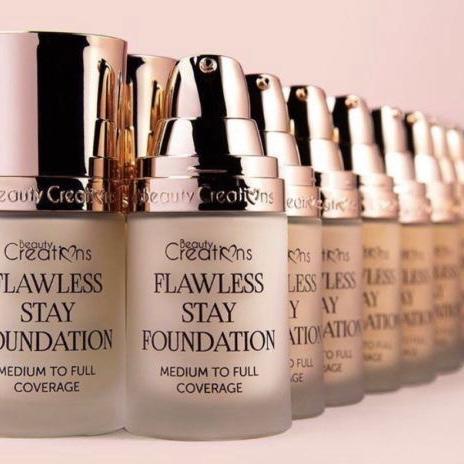 Beauty Creations
Beauty
Creations
FLAWLESS
STAY
FOUNDATION
MEDIUM TO FULL
COVERAGE
Beauty Creations
Beauty
Creations
FLAWLESS
STAY
FOUNDATION
MEDIUM TO FULL
COVERAGE